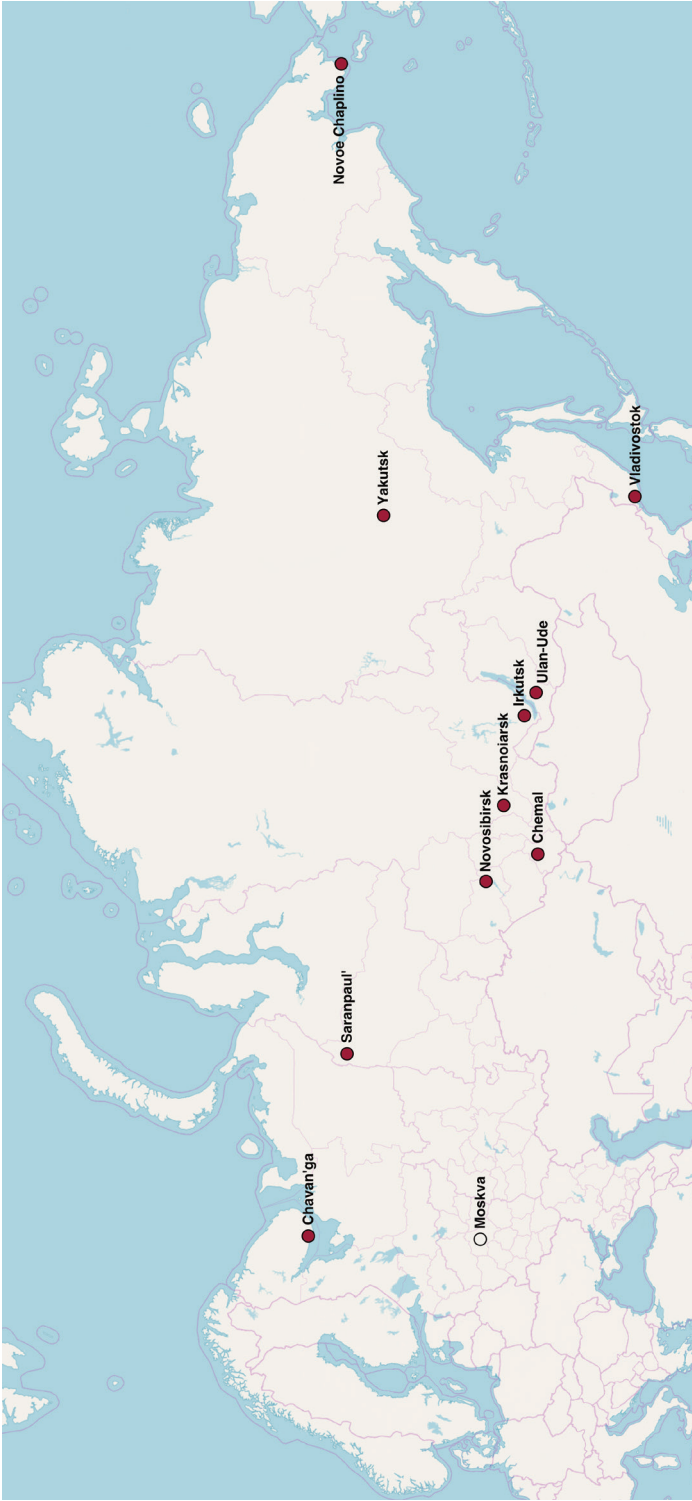 Novoe Chaplino
Vladivostok
Yakutsk
Ulan-Ude
Irkutsk
Krasnoiarsk
Chemal
Novosibirsk
Saranpaul'
Chavan'ga
Moskva